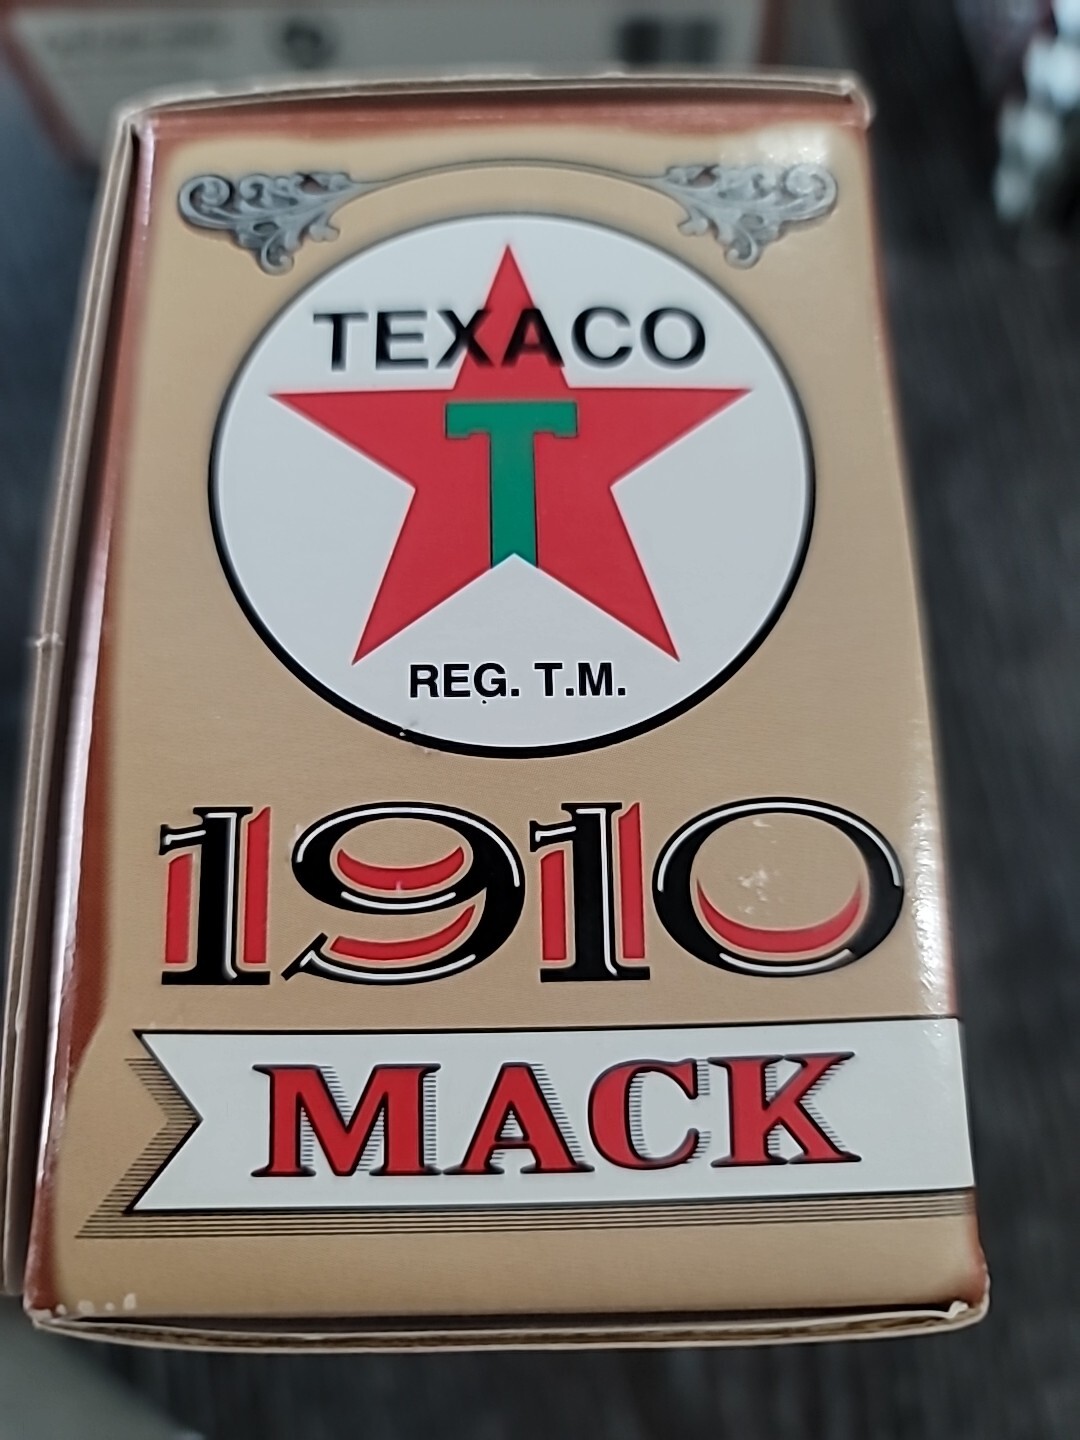 TEXACO
T
REG. T.M.
1910
MACK